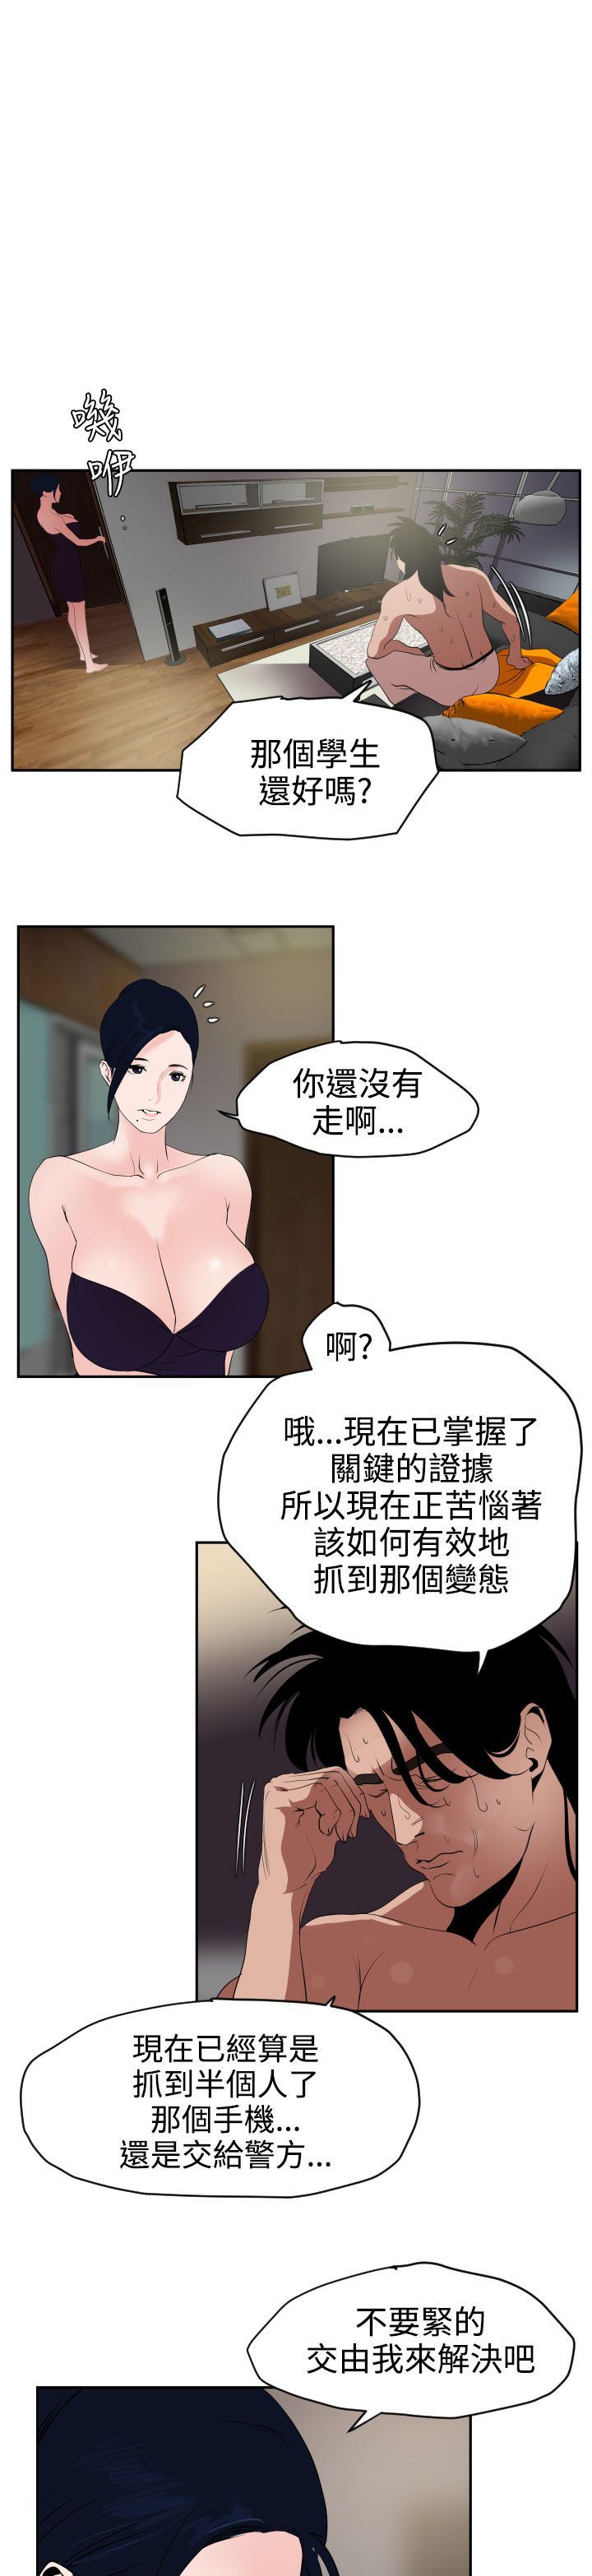 嘰
咿
那個學生
還好嗎?
你還沒有
走啊...
啊?
哦...現在已掌握了
關鍵的證據
所以現在正苦惱著
該如何有效地
抓到那個變態
現在已經算是
抓到半個人了
那個手機...
還是交給警方...
不要緊的
交由我來解決吧